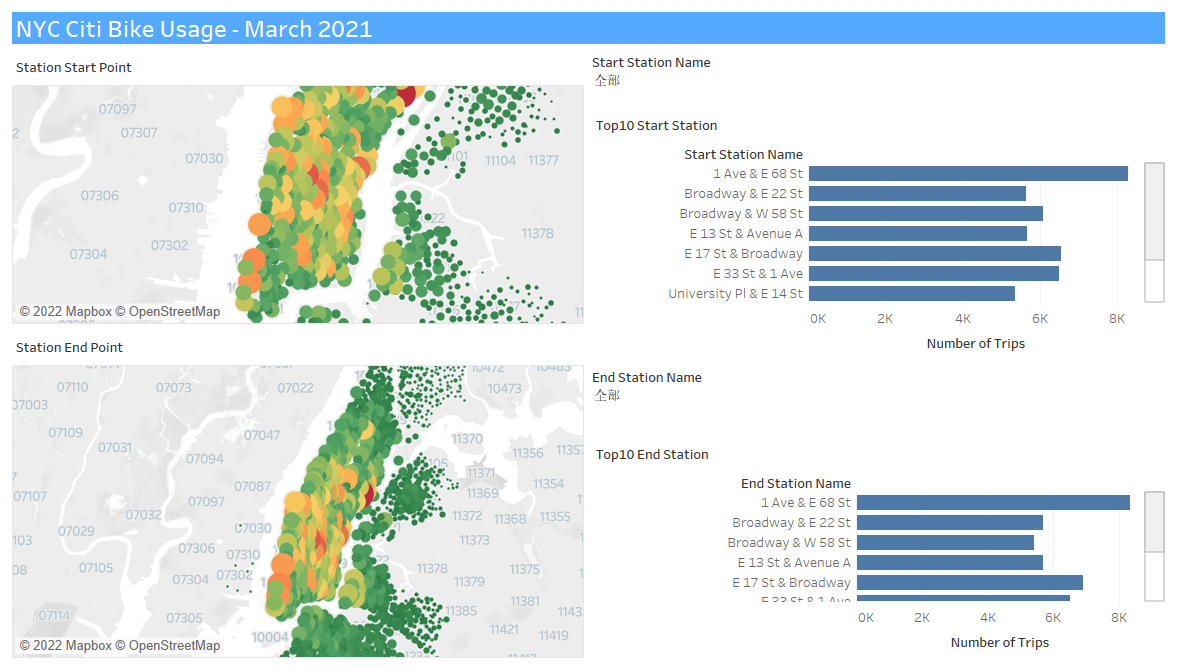 NYC Citi Bike Usage - March 2021
Station Start Point
07097
07307
07030
07306
07310
07302
07304
11104
11377
11378
© 2022 Mapbox © OpenStreetMap
Start Station Name
全部
Top10 Start Station
Start Station Name
1 Ave & E 68 St
Broadway & E 22 St
Broadway & W 58 St
E 13 St & Avenue A
E 17 St & Broadway
E 33 St & 1 Ave
University Pl & E 14 St
0K 2K 4K 6K 8K
Number of Trips
Station End Point
07110
07073
07022
10472
10465
10473
07003
07109
07031
07047
11370
11356
11357
07094
07087
11371
11354
07107
07097
11369
07032
11372
11368
11355
07029
07030
11373
07306
07310
07105
07304
07302
11378
11379
11375
11381
07114
07305
11385
10004
11421
11419
© 2022 Mapbox © OpenStreetMap
End Station Name
全部
Top10 End Station
End Station Name
1 Ave & E 68 St
Broadway & E 22 St
Broadway & W 58 St
E 13 St & Avenue A
E 17 St & Broadway
E 33 St & 1 Ave
0K 2K 4K 6K 8K
Number of Trips